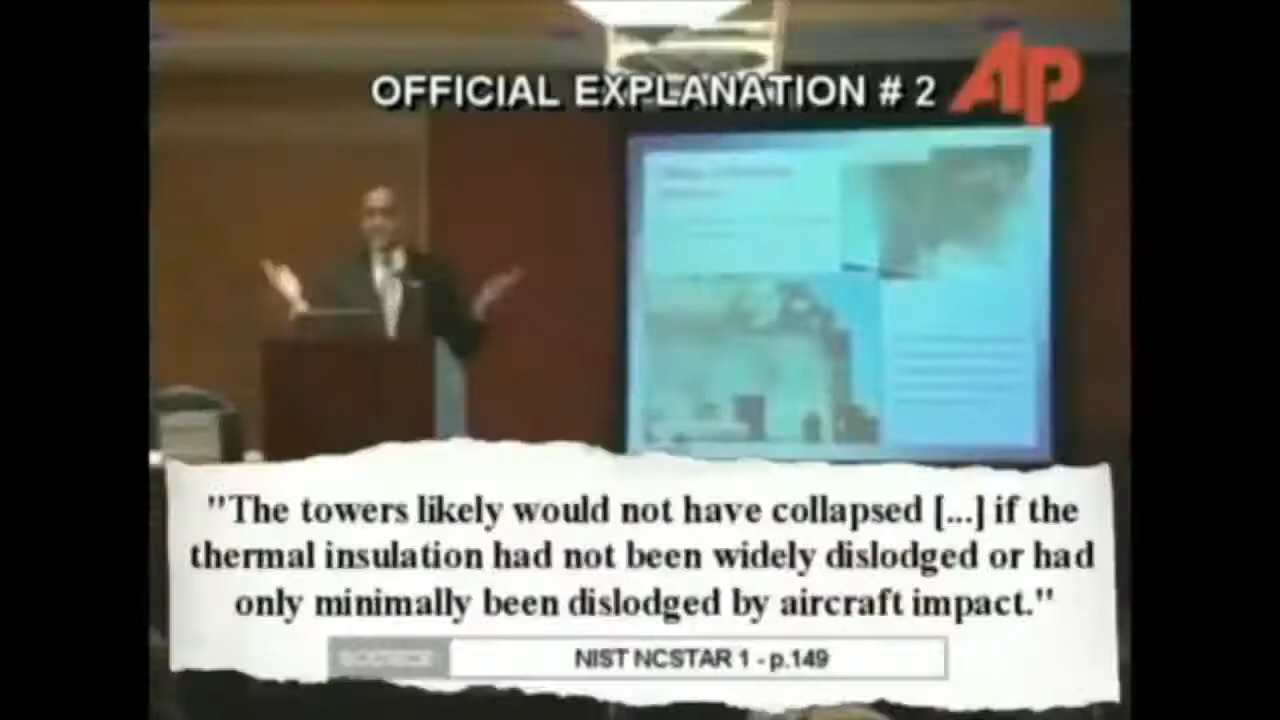 OFFICIAL EXPLANATION # 2
AP
"The towers likely would not have collapsed [...] if the
thermal insulation had not been widely dislodged or had
only minimally been dislodged by aircraft impact."
SOURCE NIST NCSTAR 1 - p.149